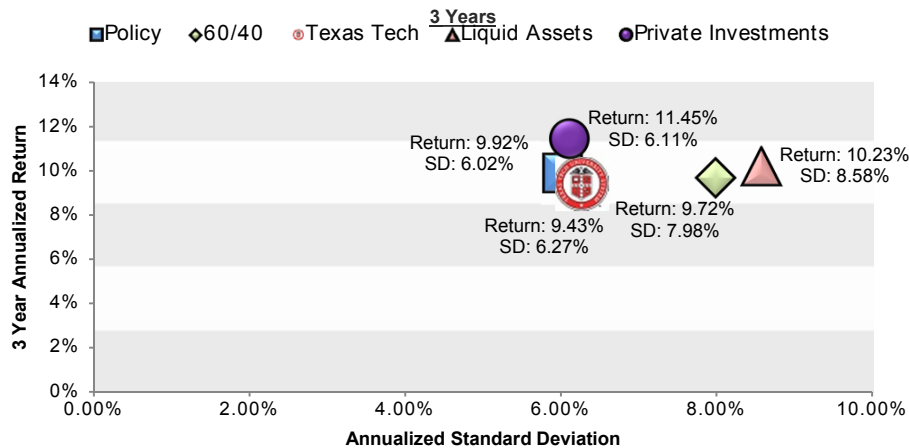 3 Years
Policy 60/40 Texas Tech Liquid Assets Private Investments
3 Year Annualized Return
14%
12%
10%
8%
6%
4%
2%
0%
Return: 11.45%
SD: 6.11%
Return: 9.92%
SD: 6.02%
Return: 10.23%
SD: 8.58%
Return: 9.43%
SD: 6.27%
Return: 9.72%
SD: 7.98%
0.00% 2.00% 4.00% 6.00% 8.00% 10.00%
Annualized Standard Deviation